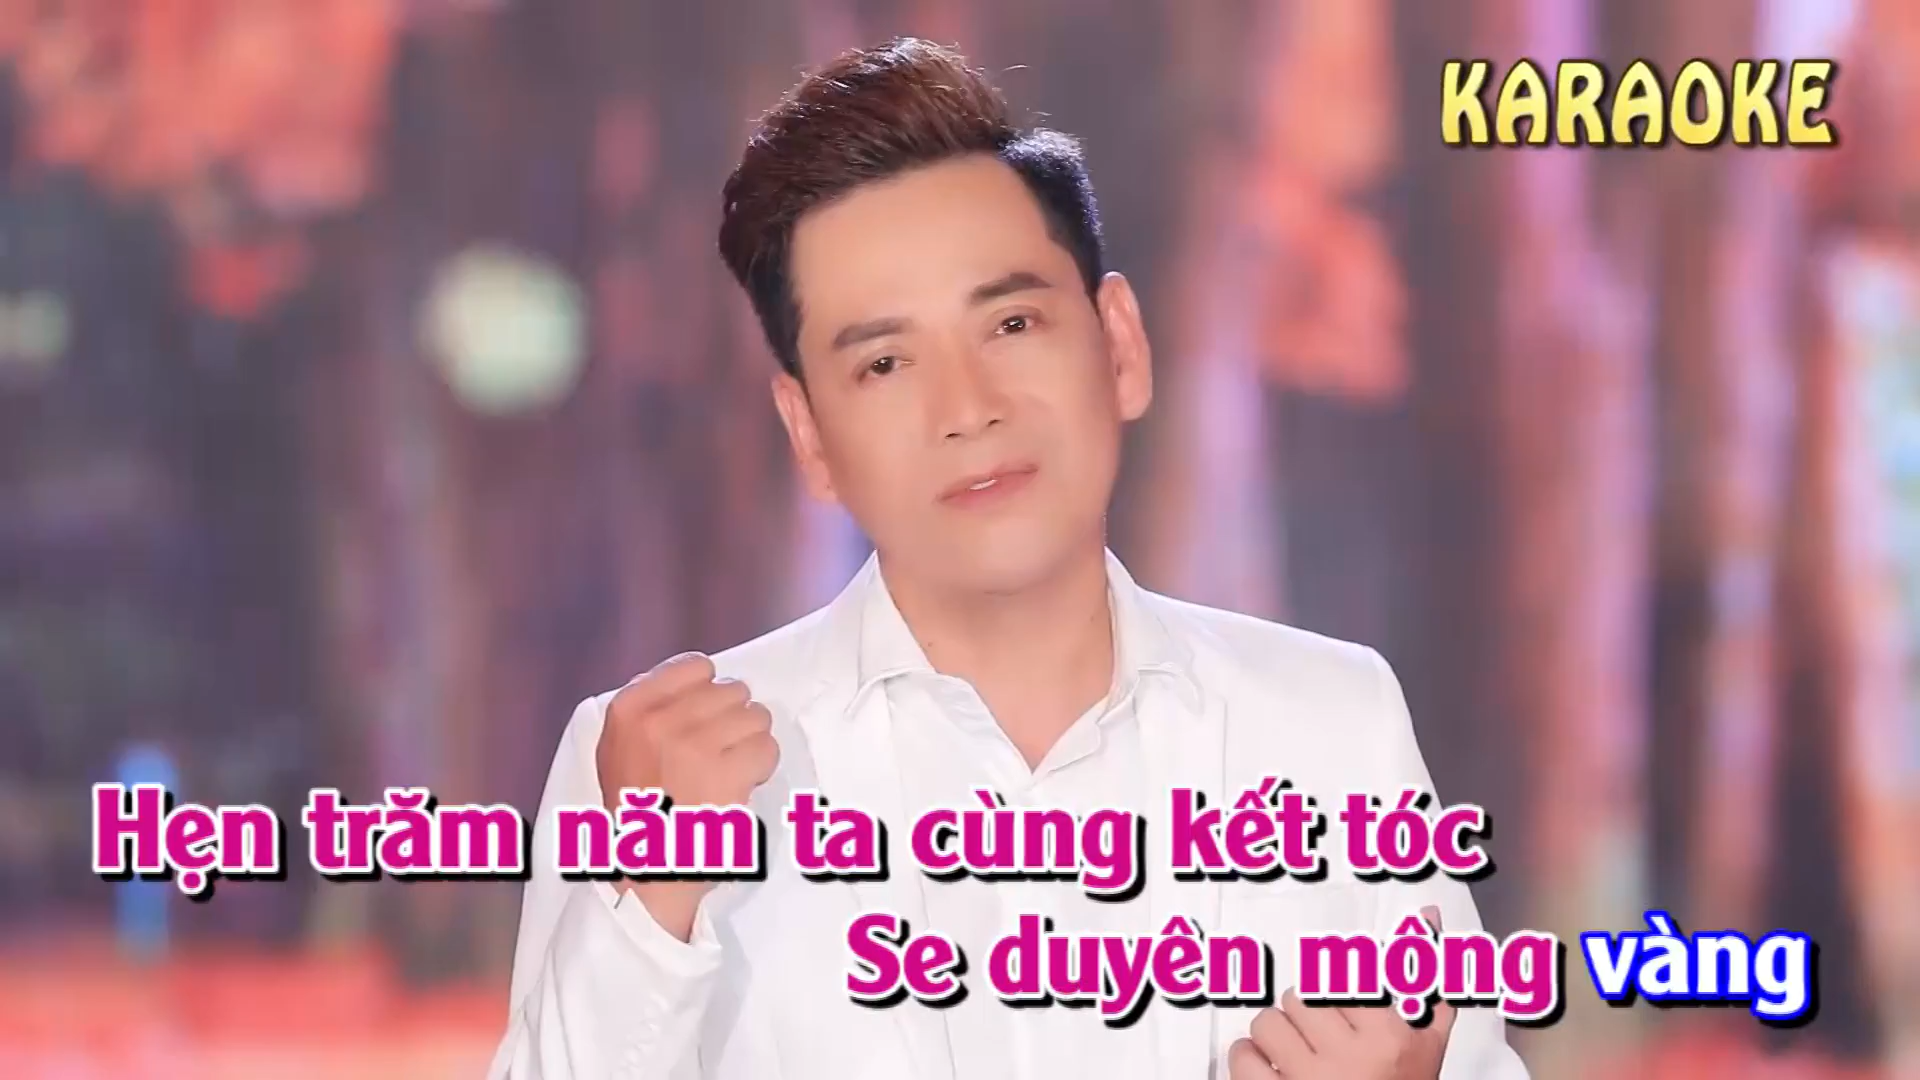 KARAOKE
Hẹn trăm năm ta cùng kết tóc
Se duyên mộng vàng